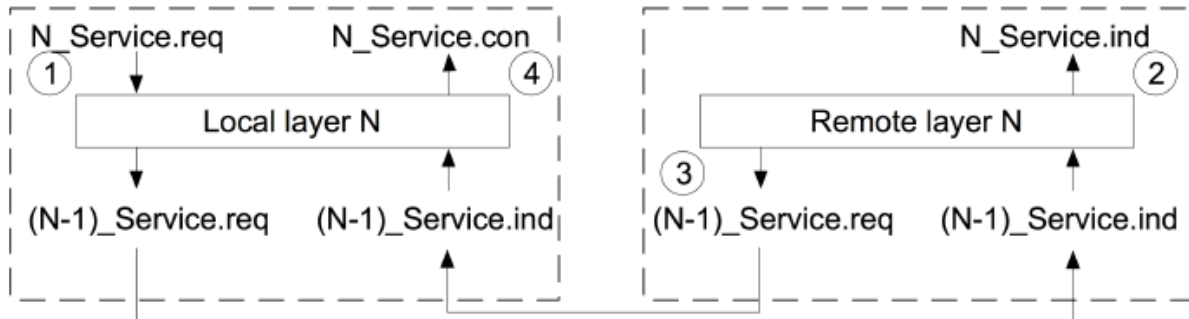 N_Service.req N_Service.con N_Service.ind
1 4 2
Local layer N Remote layer N
3
(N-1)_Service.req (N-1)_Service.ind (N-1)_Service.req (N-1)_Service.ind